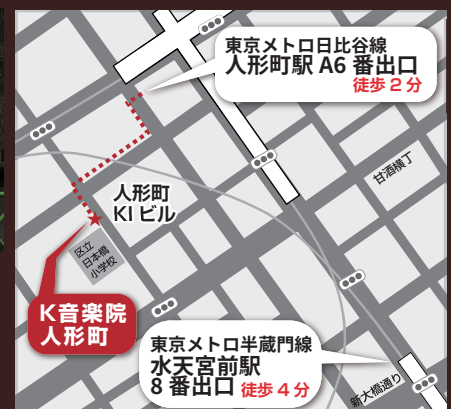 東京メトロ日比谷線
人形町駅 A6 番出口
徒歩 2 分
甘酒横丁
人形町
KI ビル
区立
日本橋
小学校
K音楽院
人形町
東京メトロ半蔵門線
水天宮前駅
8 番出口 徒歩 4 分
新大橋通り